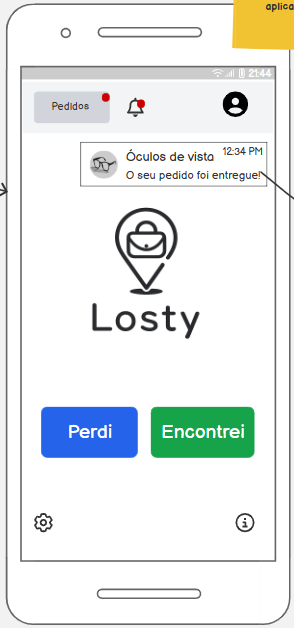 aplica
21:44
Pedidos
Óculos de vista 12:34 PM
O seu pedido foi entregue!
Losty
Perdi Encontrei